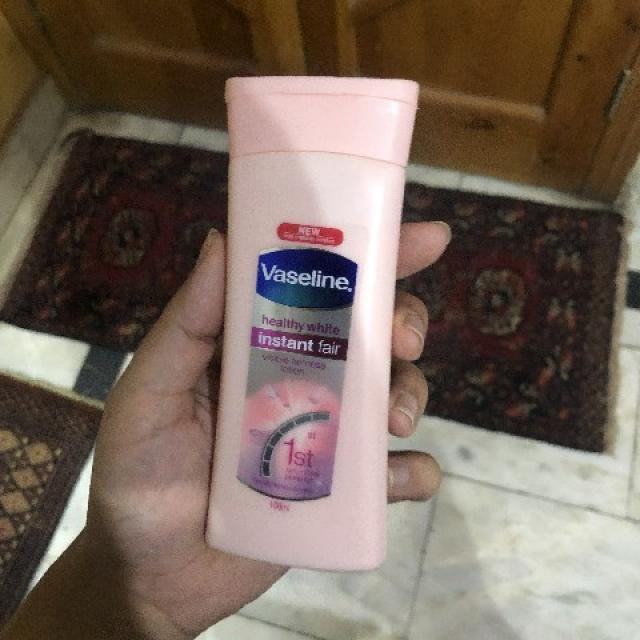 NEW
Vaseline.
healthy white
instant fair
visible fairness
lotion
1st
100ml